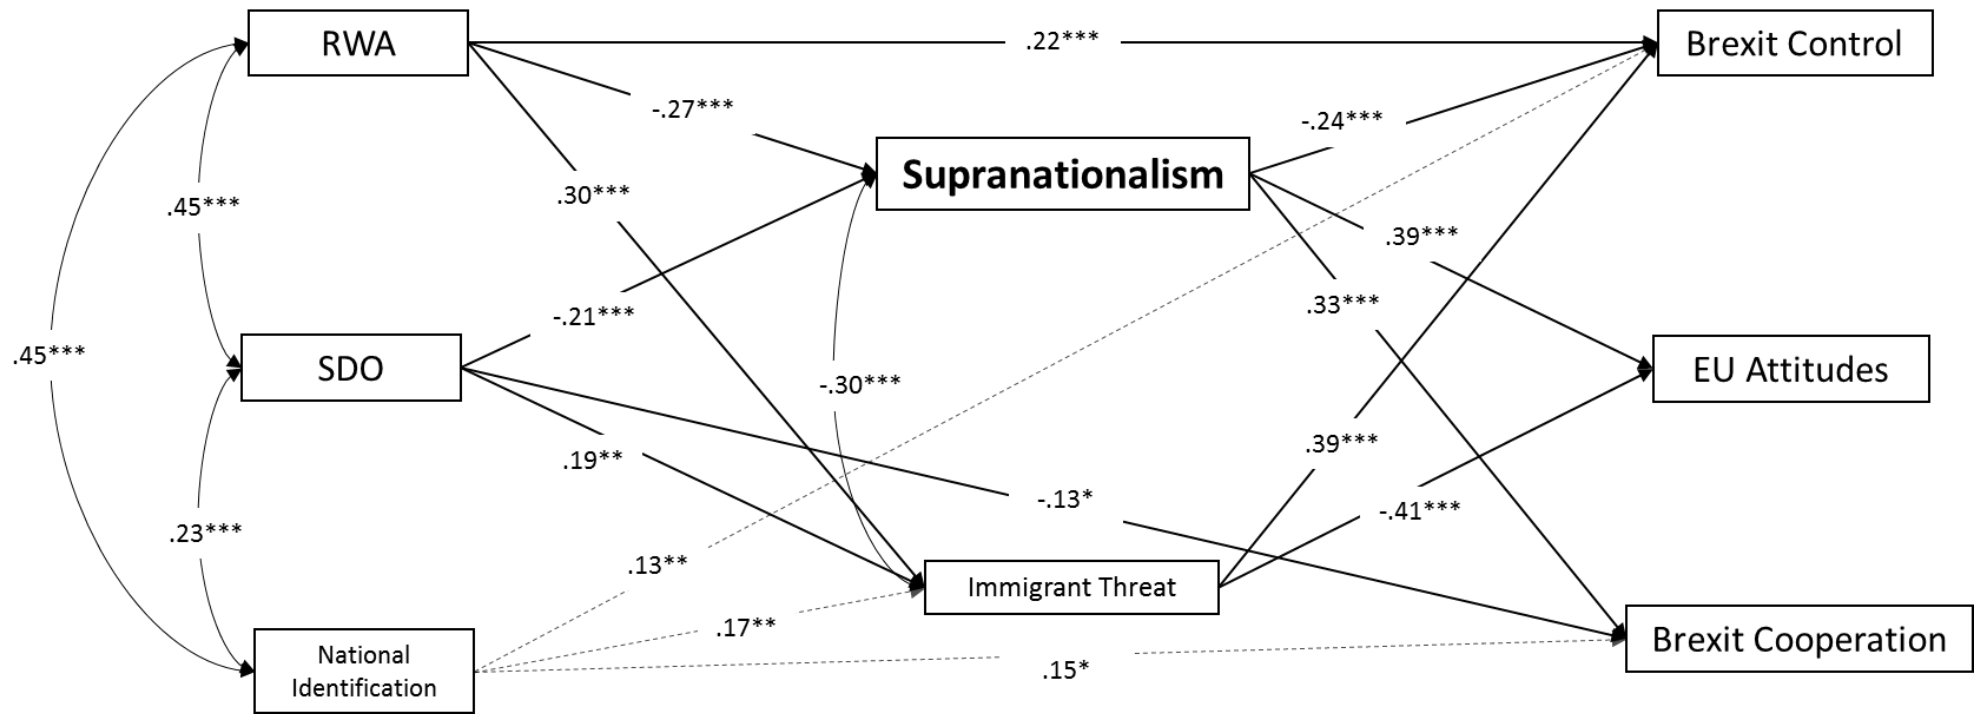 RWA
.22***
Brexit Control
-.27***
-.24***
Supranationalism
.30***
.45***
.39***
.33***
-.21***
.45***
SDO
EU Attitudes
-.30***
.39***
.19**
-.13*
-.41***
.23***
.13**
Immigrant Threat
.17**
Brexit Cooperation
National
Identification
.15*